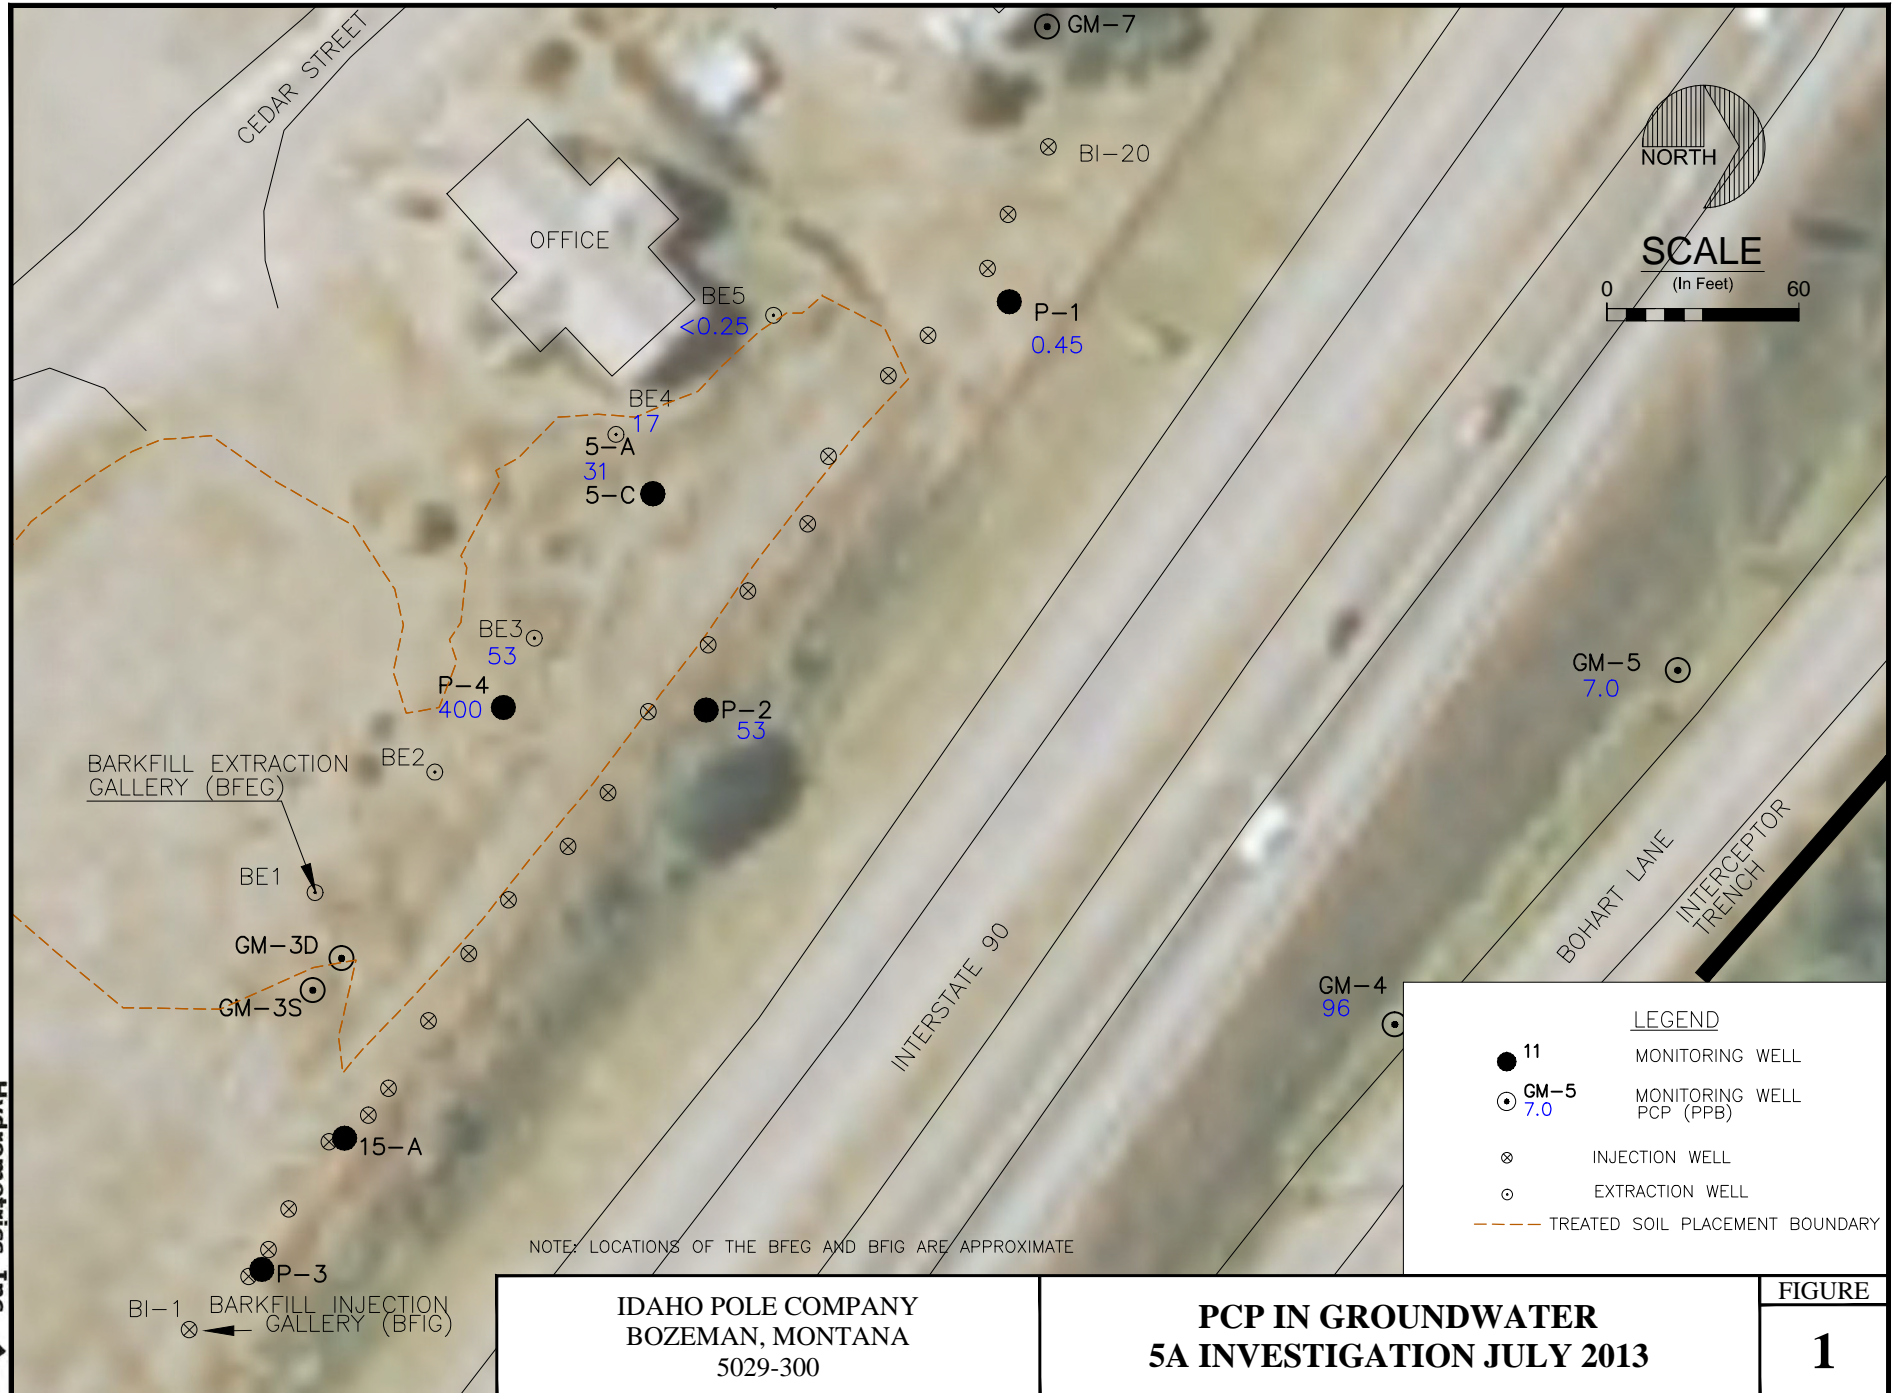 CEDAR STREET
GM-7
BI-20
NORTH
SCALE
(In Feet)
0 60
OFFICE
BE5
<0.25
P-1
0.45
BE4
17
5-A
31
5-C
BE3
53
P-4
400
P-2
53
GM-5
7.0
BE2
BARKFILL EXTRACTION
GALLERY (BFEG)
BE1
GM-3D
GM-3S
INTERSTATE 90
BOHART LANE
INTERCEPTOR
TRENCH
GM-4
96
15-A
P-3
BI-1
BARKFILL INJECTION
GALLERY (BFIG)
NOTE: LOCATIONS OF THE BFEG AND BFIG ARE APPROXIMATE
LEGEND
11 MONITORING WELL
GM-5 MONITORING WELL
7.0 PCP (PPB)
INJECTION WELL
EXTRACTION WELL
TREATED SOIL PLACEMENT BOUNDARY
IDAHO POLE COMPANY
BOZEMAN, MONTANA
5029-300
PCP IN GROUNDWATER
5A INVESTIGATION JULY 2013
FIGURE
1